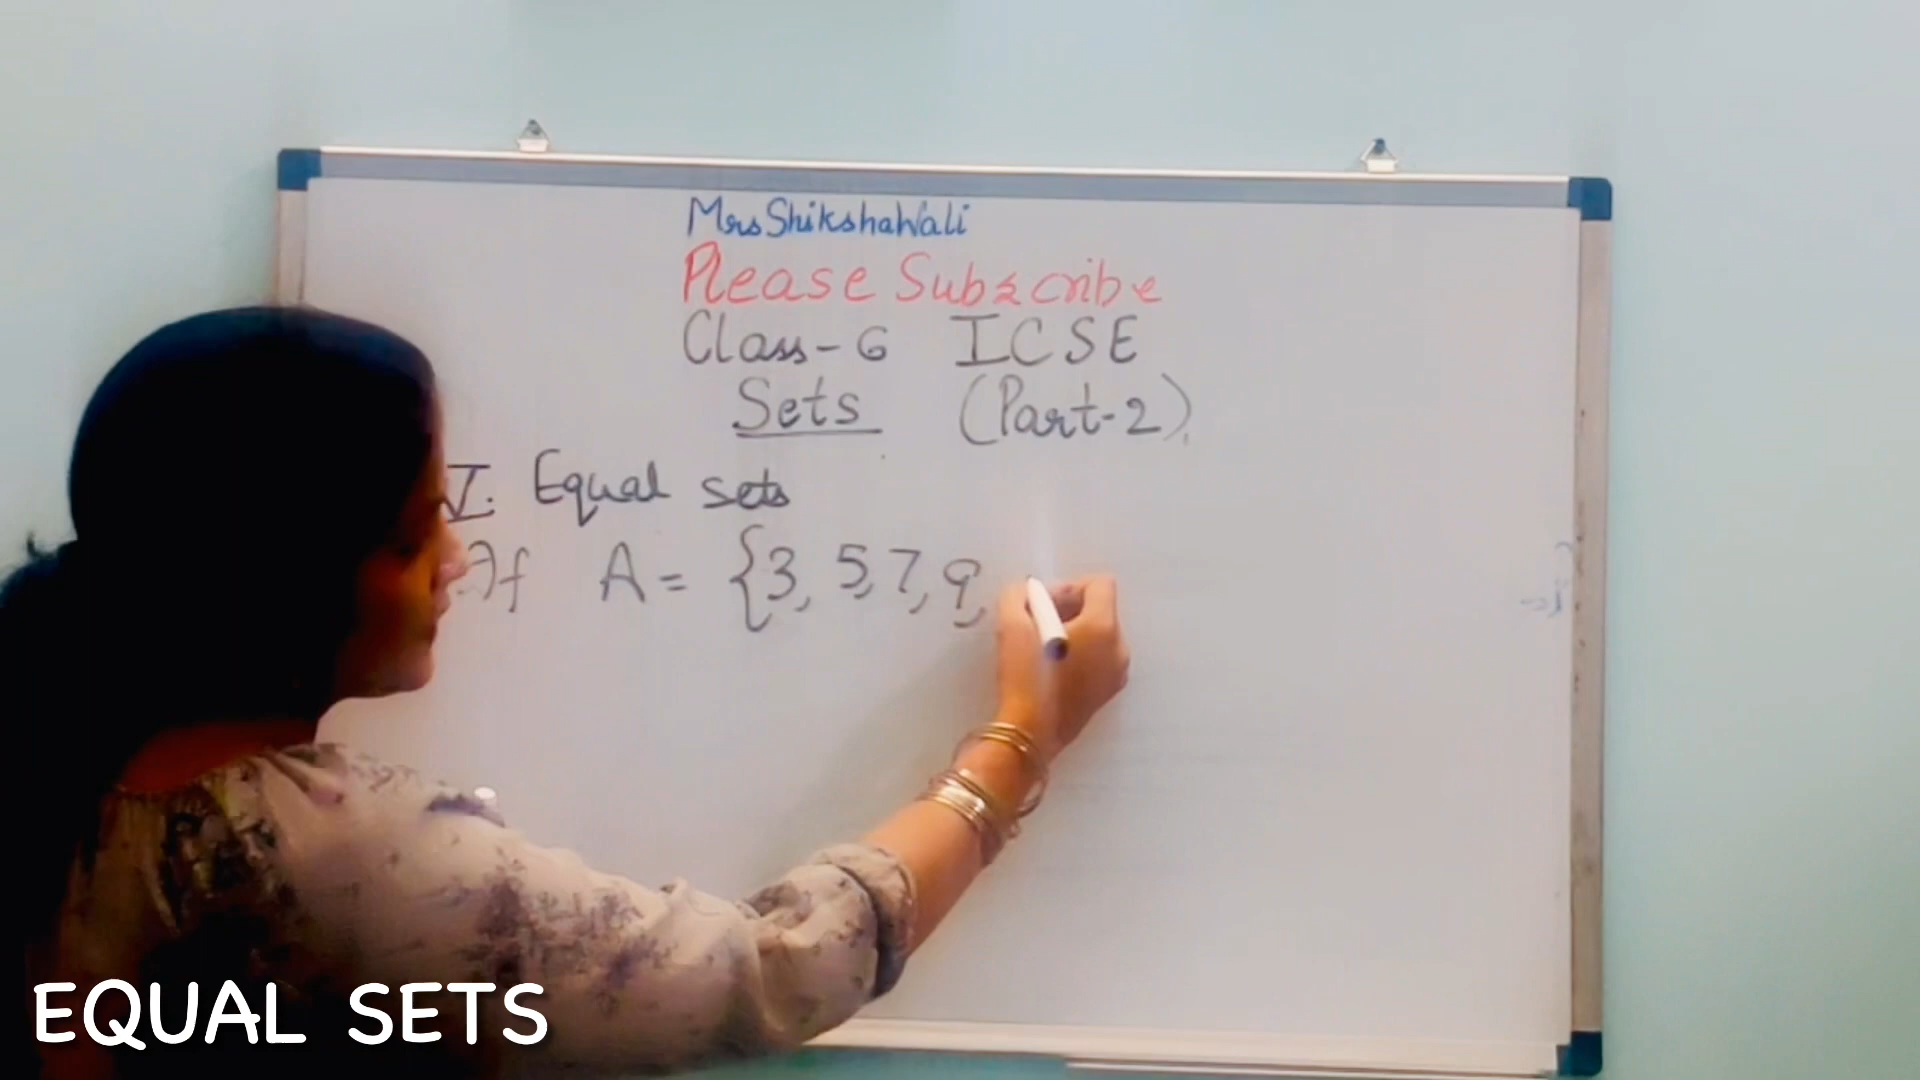 MrsShikshaWali
Please Subscribe
Class-6 ICSE
Sets (Part-2)
V. Equal sets
If A = {3, 5, 7, 9,
EQUAL SETS